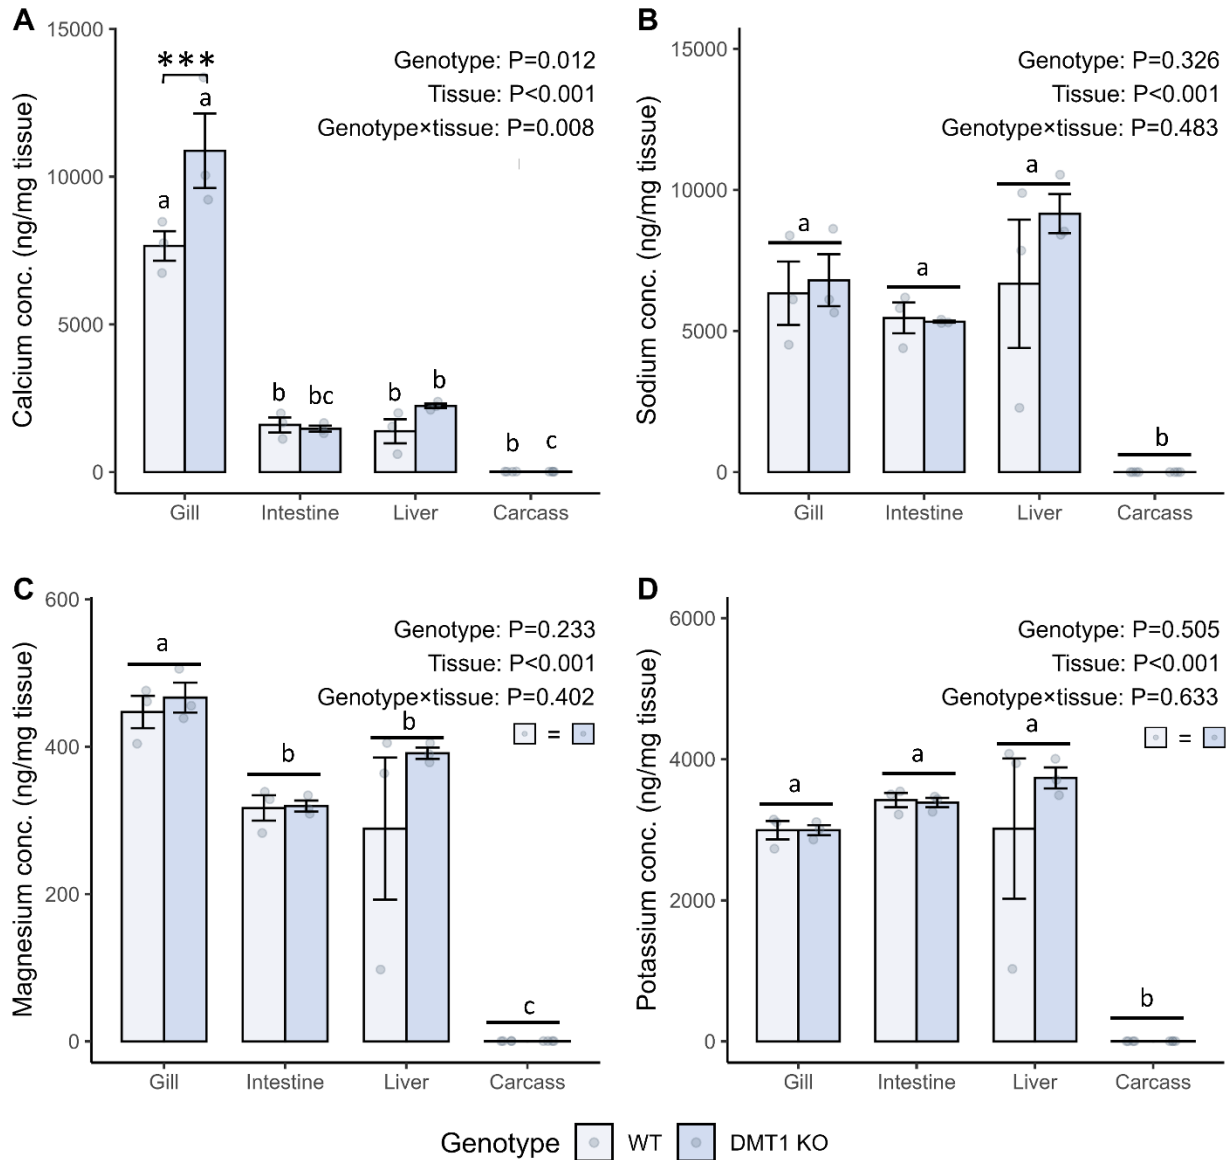 A
Calcium conc. (ng/mg tissue)
15000
10000
5000
0
Genotype: P=0.012
Tissue: P<0.001
Genotype×tissue: P=0.008
***
a
a
b
bc
b
b
b
c
Gill
Intestine
Liver
Carcass
B
Sodium conc. (ng/mg tissue)
15000
10000
5000
0
Genotype: P=0.326
Tissue: P<0.001
Genotype×tissue: P=0.483
a
a
a
b
Gill
Intestine
Liver
Carcass
C
Magnesium conc. (ng/mg tissue)
600
400
200
0
Genotype: P=0.233
Tissue: P<0.001
Genotype×tissue: P=0.402
=
a
b
b
c
Gill
Intestine
Liver
Carcass
D
Potassium conc. (ng/mg tissue)
6000
4000
2000
0
Genotype: P=0.505
Tissue: P<0.001
Genotype×tissue: P=0.633
=
a
a
a
b
Gill
Intestine
Liver
Carcass
Genotype WT DMT1 KO